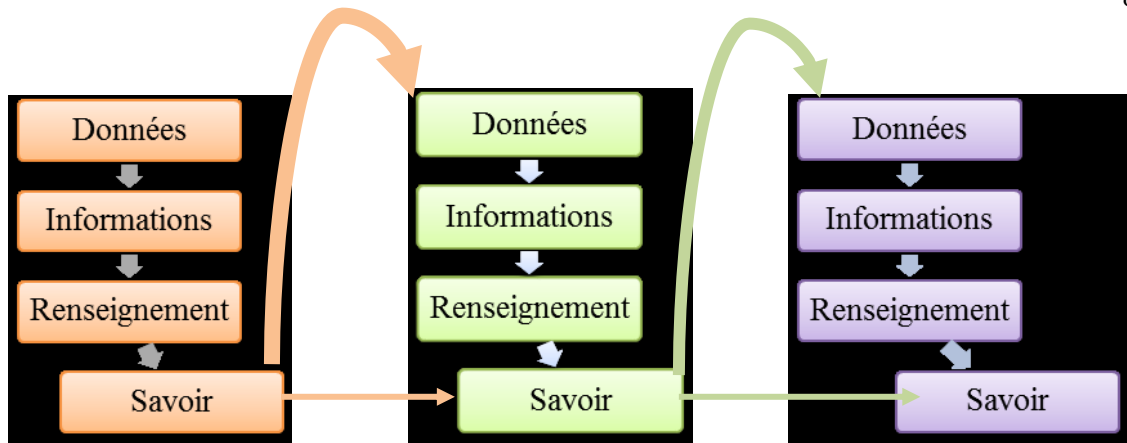 Données
Informations
Renseignement
Savoir
Données
Informations
Renseignement
Savoir
Données
Informations
Renseignement
Savoir